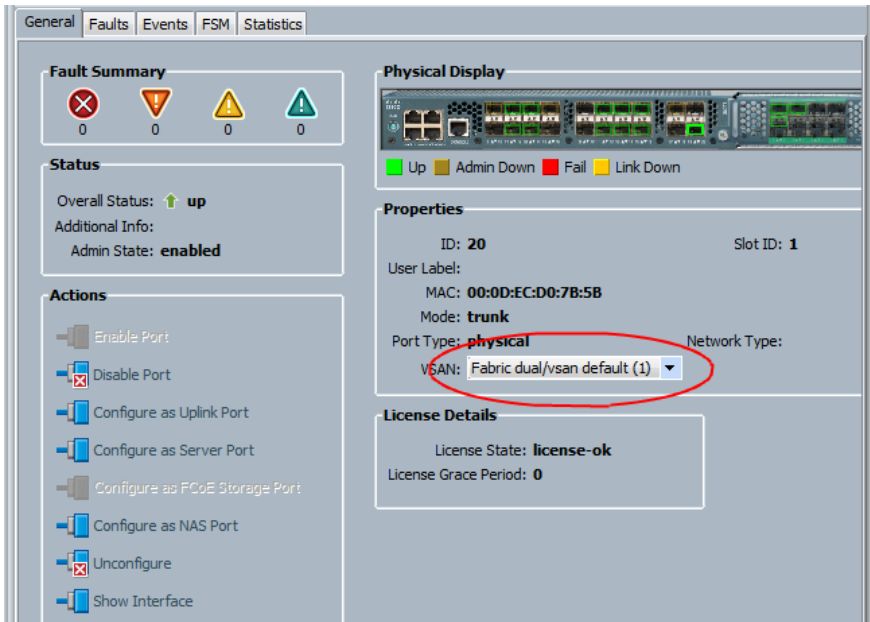 General Faults Events FSM Statistics
Fault Summary
0 0 0 0
Status
Overall Status: up
Additional Info:
Admin State: enabled
Actions
Enable Port
Disable Port
Configure as Uplink Port
Configure as Server Port
Configure as FCoE Storage Port
Configure as NAS Port
Unconfigure
Show Interface
Physical Display
Up Admin Down Fail Link Down
Properties
ID: 20 Slot ID: 1
User Label:
MAC: 00:0D:EC:D0:7B:5B
Mode: trunk
Port Type: physical Network Type:
VSAN: Fabric dual/vsan default (1)
License Details
License State: license-ok
License Grace Period: 0